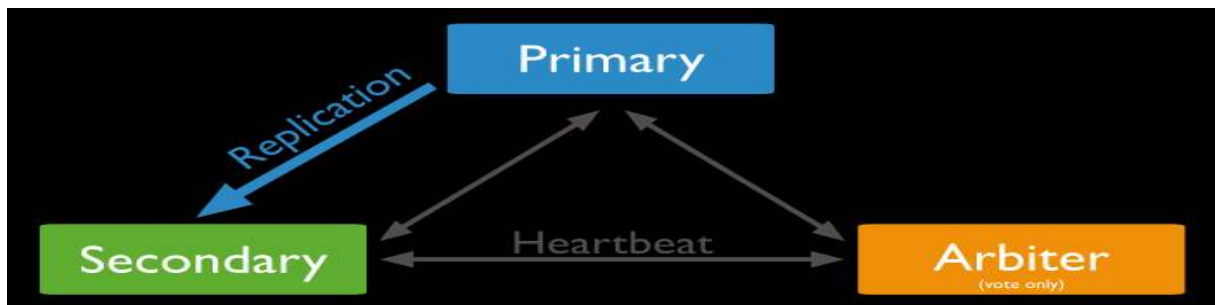 Primary
Replication
Secondary
Heartbeat
Arbiter
(vote only)